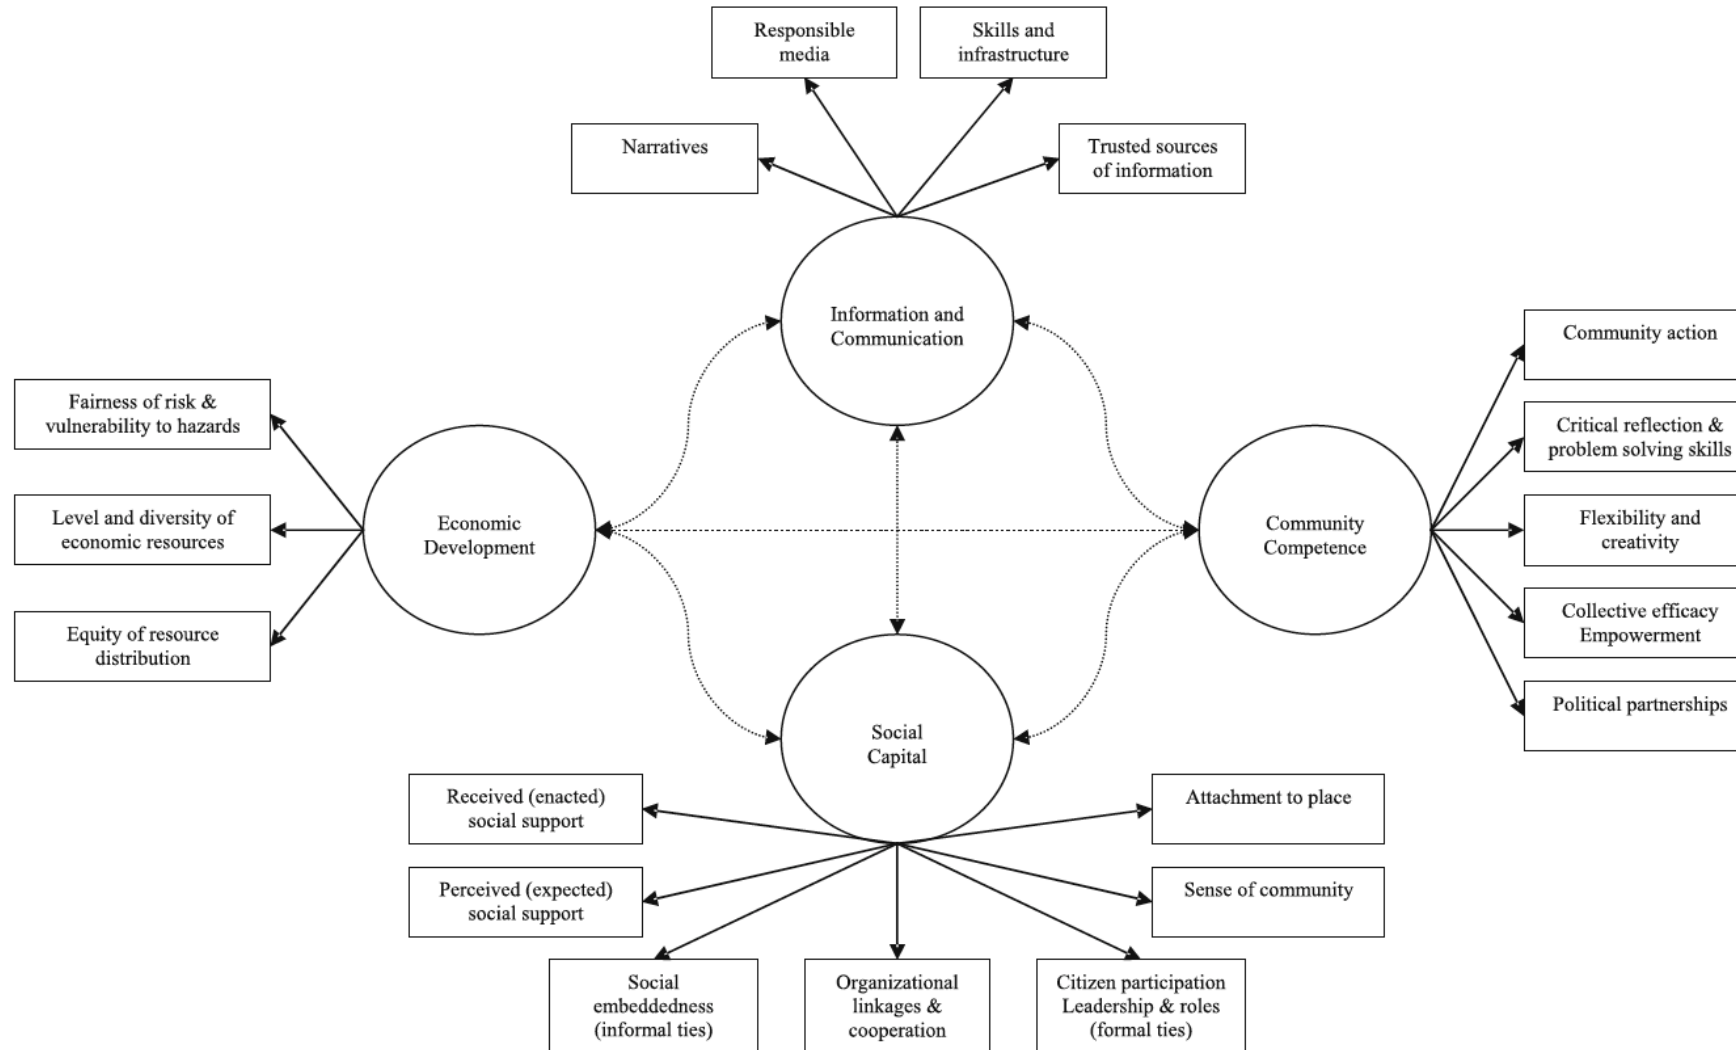 Responsible
media
Skills and
infrastructure
Narratives
Trusted sources
of information
Information and
Communication
Community action
Fairness of risk &
vulnerability to hazards
Critical reflection &
problem solving skills
Level and diversity of
economic resources
Economic
Development
Community
Competence
Flexibility and
creativity
Equity of resource
distribution
Collective efficacy
Empowerment
Political partnerships
Social
Capital
Received (enacted)
social support
Attachment to place
Perceived (expected)
social support
Sense of community
Social
embeddedness
(informal ties)
Organizational
linkages &
cooperation
Citizen participation
Leadership & roles
(formal ties)